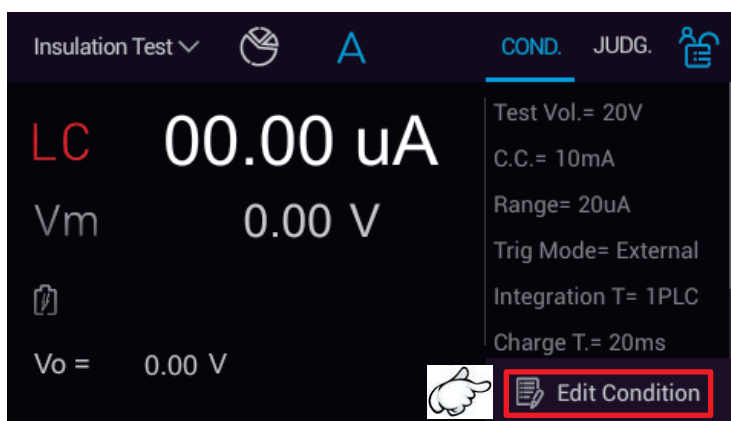 Insulation Test A COND. JUDG.
LC 00.00 uA
Vm 0.00 V
Vo = 0.00 V
Test Vol.= 20V
C.C.= 10mA
Range= 20uA
Trig Mode= External
Integration T= 1PLC
Charge T.= 20ms
Edit Condition